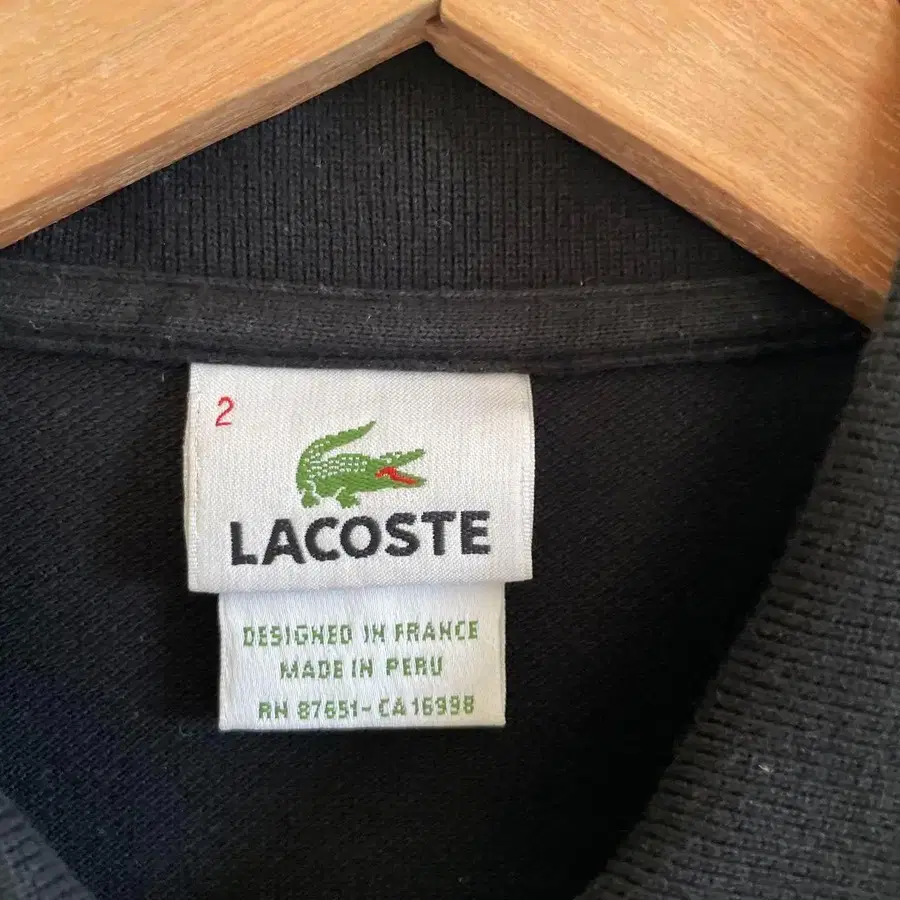 2
LACOSTE
DESIGNED IN FRANCE
MADE IN PERU
RN 87651-CA 16998